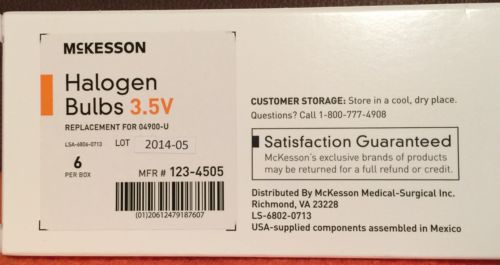 McKESSON
Halogen
Bulbs 3.5V
REPLACEMENT FOR 04900-U
LSA-6806-0713
LOT 2014-05
6
PER BOX
MFR # 123-4505
(01)20612479187607
CUSTOMER STORAGE: Store in a cool, dry place.
Questions? Call 1-800-777-4908
Satisfaction Guaranteed
McKesson's exclusive brands of products
may be returned for a full refund or credit.
Distributed By McKesson Medical-Surgical Inc.
Richmond, VA 23228
LS-6802-0713
USA-supplied components assembled in Mexico